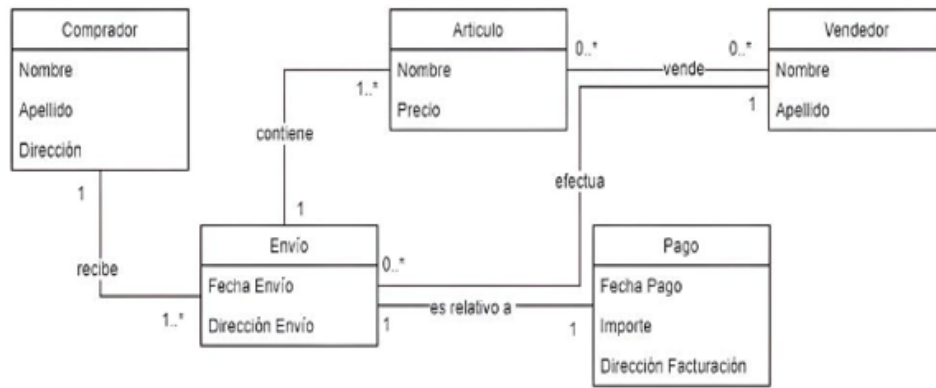 Comprador
Nombre
Apellido
Dirección
1
recibe
1..*
Articulo
Nombre
Precio
0..*
1..*
contiene
1
vende
0..*
Vendedor
Nombre
Apellido
1
efectua
0..*
Envío
Fecha Envío
Dirección Envío
1
es relativo a
1
Pago
Fecha Pago
Importe
Dirección Facturación